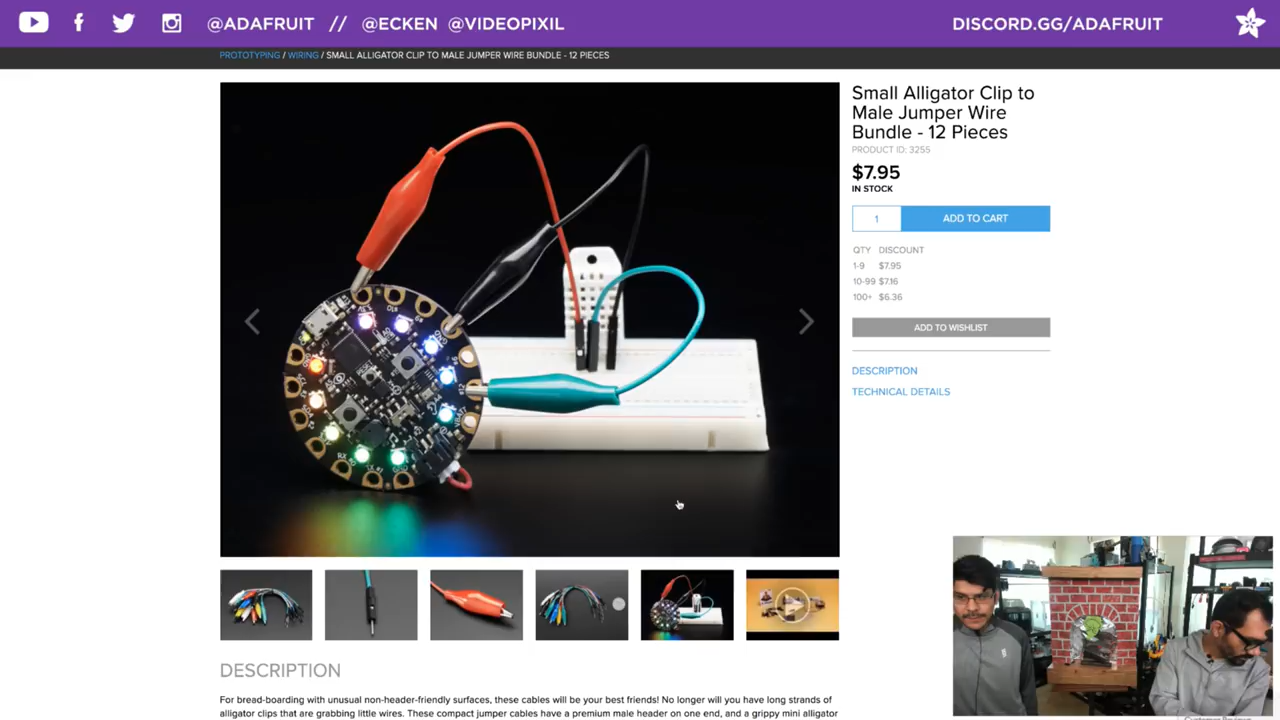 @ADAFRUIT // @ECKEN @VIDEOPIXIL
DISCORD.GG/ADAFRUIT
PROTOTYPING / WIRING / SMALL ALLIGATOR CLIP TO MALE JUMPER WIRE BUNDLE - 12 PIECES
Small Alligator Clip to
Male Jumper Wire
Bundle - 12 Pieces
PRODUCT ID: 3255
$7.95
IN STOCK
1
ADD TO CART
QTY DISCOUNT
1-9 $7.95
10-99 $7.16
100+ $6.36
ADD TO WISHLIST
DESCRIPTION
TECHNICAL DETAILS
DESCRIPTION
For bread-boarding with unusual non-header-friendly surfaces, these cables will be your best friends! No longer will you have long strands of
alligator clips that are grabbing little wires. These compact jumper cables have a premium male header on one end, and a grippy mini alligator